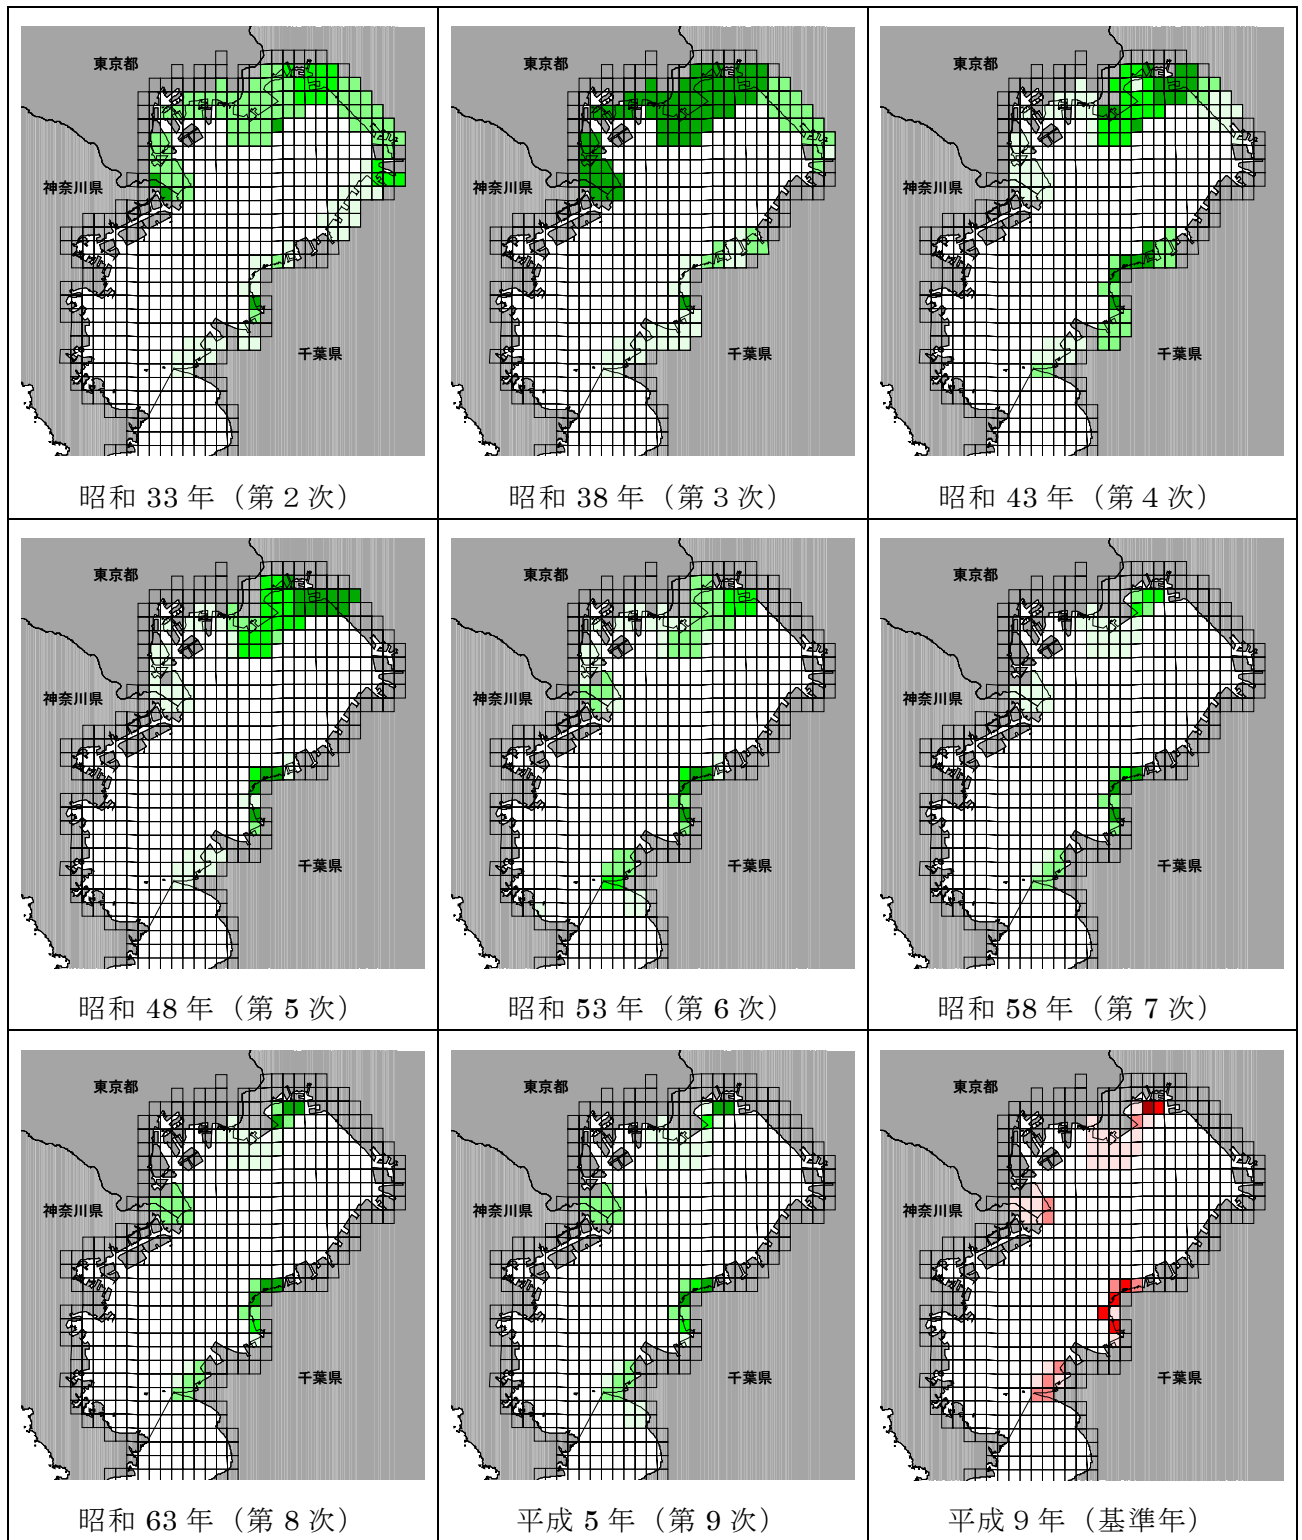 東京都
神奈川県
千葉県
昭和 33 年（第２次）
東京都
神奈川県
千葉県
昭和 38 年（第３次）
東京都
神奈川県
千葉県
昭和 43 年（第４次）
東京都
神奈川県
千葉県
昭和 48 年（第 5 次）
東京都
神奈川県
千葉県
昭和 53 年（第 6 次）
東京都
神奈川県
千葉県
昭和 58 年（第 7 次）
東京都
神奈川県
千葉県
昭和 63 年（第 8 次）
東京都
神奈川県
千葉県
平成 5 年（第 9 次）
東京都
神奈川県
千葉県
平成９年（基準年）